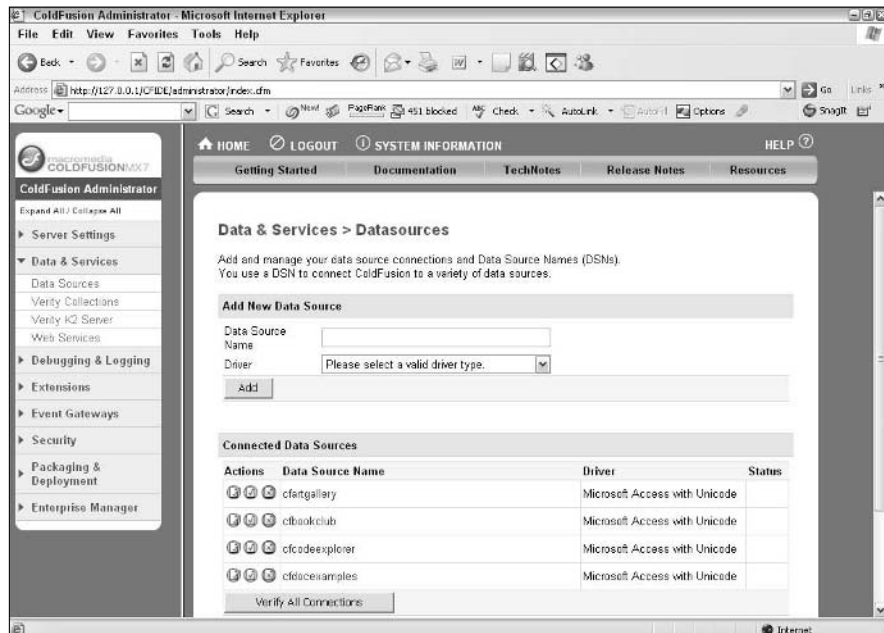 ColdFusion Administrator - Microsoft Internet Explorer
File Edit View Favorites Tools Help
Back Search Favorites
Address http://127.0.0.1/CFIDE/administrator/index.cfm Go Links
Google Search New! PageRank 451 blocked Check AutoLink AutoFill Options SnagIt
macromedia
COLDFUSION MX7
ColdFusion Administrator
Expand All / Collapse All
Server Settings
Data & Services
Data Sources
Verity Collections
Verity K2 Server
Web Services
Debugging & Logging
Extensions
Event Gateways
Security
Packaging &
Deployment
Enterprise Manager
HOME LOGOUT SYSTEM INFORMATION HELP
Getting Started Documentation TechNotes Release Notes Resources
Data & Services > Datasources
Add and manage your data source connections and Data Source Names (DSNs).
You use a DSN to connect ColdFusion to a variety of data sources.
Add New Data Source
Data Source
Name
Driver Please select a valid driver type.
Add
Connected Data Sources
Actions Data Source Name Driver Status
cfartgallery Microsoft Access with Unicode
cfbookclub Microsoft Access with Unicode
cfcodeexplorer Microsoft Access with Unicode
cfdocexamples Microsoft Access with Unicode
Verify All Connections
Internet